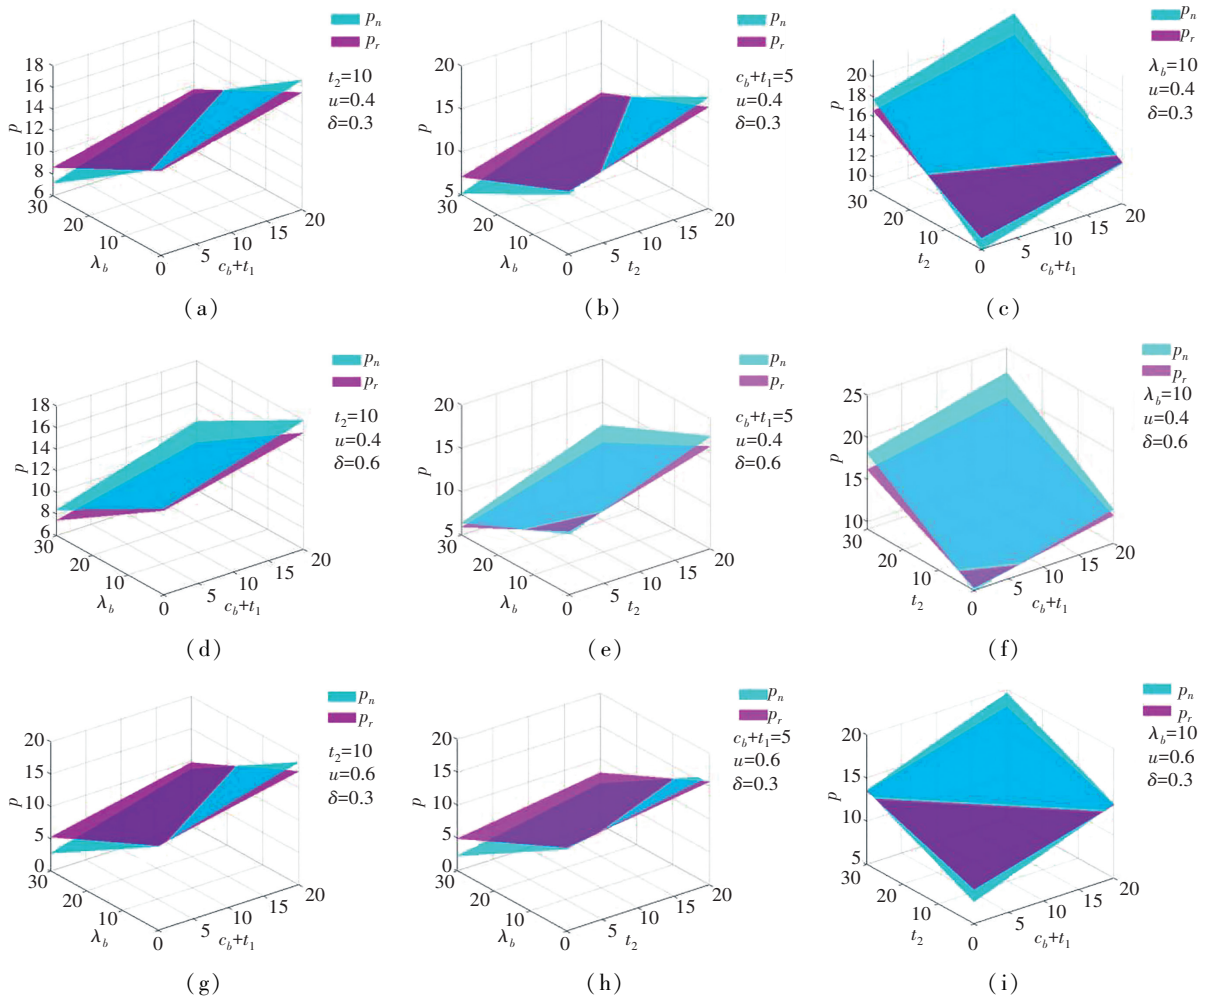 p_n
p_r
t_2=10
u=0.4
δ=0.3
p
18
16
14
12
10
8
6
30
20
10
0
λ_b
5
10
15
20
c_b+t_1
(a)
p_n
p_r
c_b+t_1=5
u=0.4
δ=0.3
p
20
15
10
5
30
20
10
0
λ_b
5
10
15
20
t_2
(b)
p_n
p_r
λ_b=10
u=0.4
δ=0.3
p
20
18
16
14
12
10
30
20
10
0
t_2
5
10
15
20
c_b+t_1
(c)
p_n
p_r
t_2=10
u=0.4
δ=0.6
p
18
16
14
12
10
8
6
30
20
10
0
λ_b
5
10
15
20
c_b+t_1
(d)
p_n
p_r
c_b+t_1=5
u=0.4
δ=0.6
p
20
15
10
5
30
20
10
0
λ_b
5
10
15
20
t_2
(e)
p_n
p_r
λ_b=10
u=0.4
δ=0.6
p
25
20
15
10
30
20
10
0
t_2
5
10
15
20
c_b+t_1
(f)
p_n
p_r
t_2=10
u=0.6
δ=0.3
p
20
15
10
5
0
30
20
10
0
λ_b
5
10
15
20
c_b+t_1
(g)
p_n
p_r
c_b+t_1=5
u=0.6
δ=0.3
p
20
15
10
5
0
30
20
10
0
λ_b
5
10
15
20
t_2
(h)
p_n
p_r
λ_b=10
u=0.6
δ=0.3
p
20
15
10
5
30
20
10
0
t_2
5
10
15
20
c_b+t_1
(i)